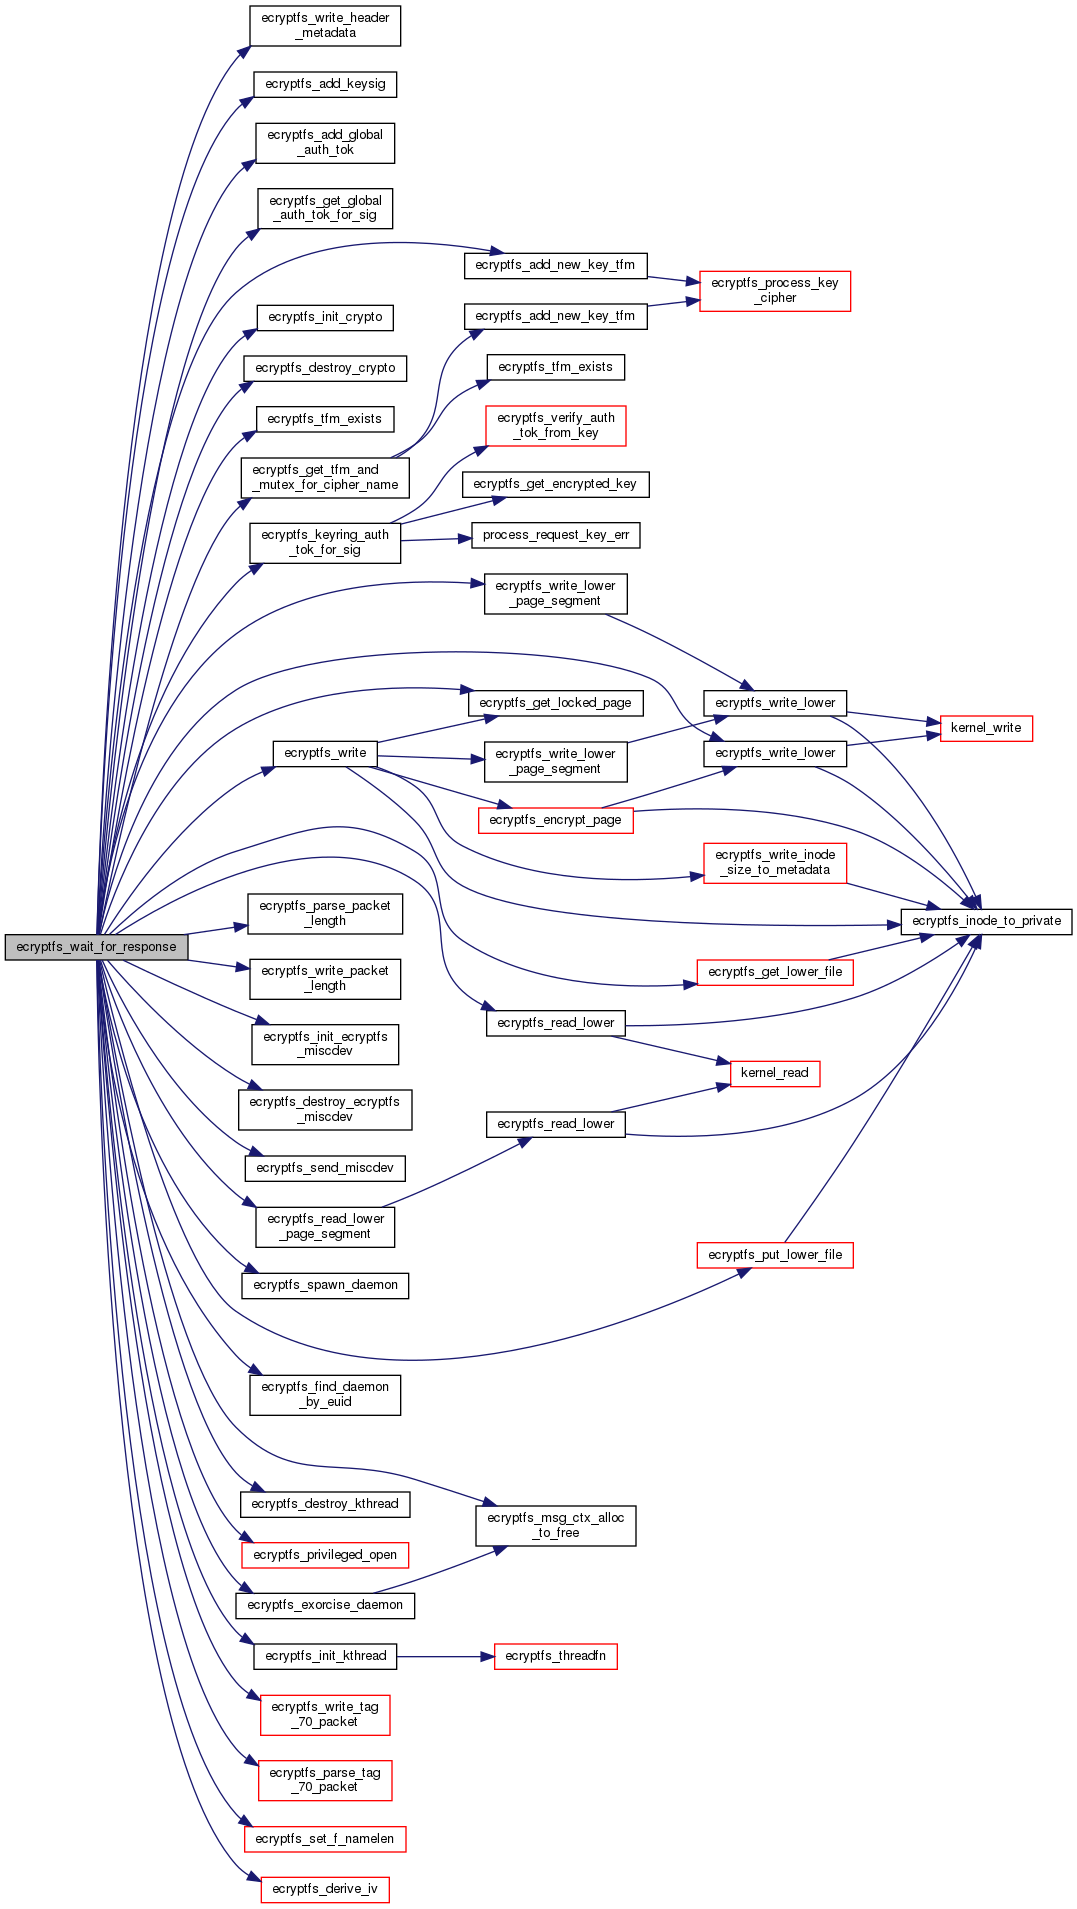 ecryptfs_write_header
_metadata
ecryptfs_add_keysig
ecryptfs_add_global
_auth_tok
ecryptfs_get_global
_auth_tok_for_sig
ecryptfs_add_new_key_tfm
ecryptfs_process_key
_cipher
ecryptfs_init_crypto
ecryptfs_add_new_key_tfm
ecryptfs_destroy_crypto
ecryptfs_tfm_exists
ecryptfs_tfm_exists
ecryptfs_verify_auth
_tok_from_key
ecryptfs_get_tfm_and
_mutex_for_cipher_name
ecryptfs_get_encrypted_key
ecryptfs_keyring_auth
_tok_for_sig
process_request_key_err
ecryptfs_write_lower
_page_segment
ecryptfs_get_locked_page
ecryptfs_write_lower
kernel_write
ecryptfs_write
ecryptfs_write_lower
_page_segment
ecryptfs_write_lower
ecryptfs_encrypt_page
ecryptfs_write_inode
_size_to_metadata
ecryptfs_parse_packet
_length
ecryptfs_inode_to_private
ecryptfs_wait_for_response
ecryptfs_write_packet
_length
ecryptfs_get_lower_file
ecryptfs_read_lower
ecryptfs_init_ecryptfs
_miscdev
kernel_read
ecryptfs_destroy_ecryptfs
_miscdev
ecryptfs_read_lower
ecryptfs_send_miscdev
ecryptfs_read_lower
_page_segment
ecryptfs_put_lower_file
ecryptfs_spawn_daemon
ecryptfs_find_daemon
_by_euid
ecryptfs_destroy_kthread
ecryptfs_msg_ctx_alloc
_to_free
ecryptfs_privileged_open
ecryptfs_exorcise_daemon
ecryptfs_init_kthread
ecryptfs_threadfn
ecryptfs_write_tag
_70_packet
ecryptfs_parse_tag
_70_packet
ecryptfs_set_f_namelen
ecryptfs_derive_iv